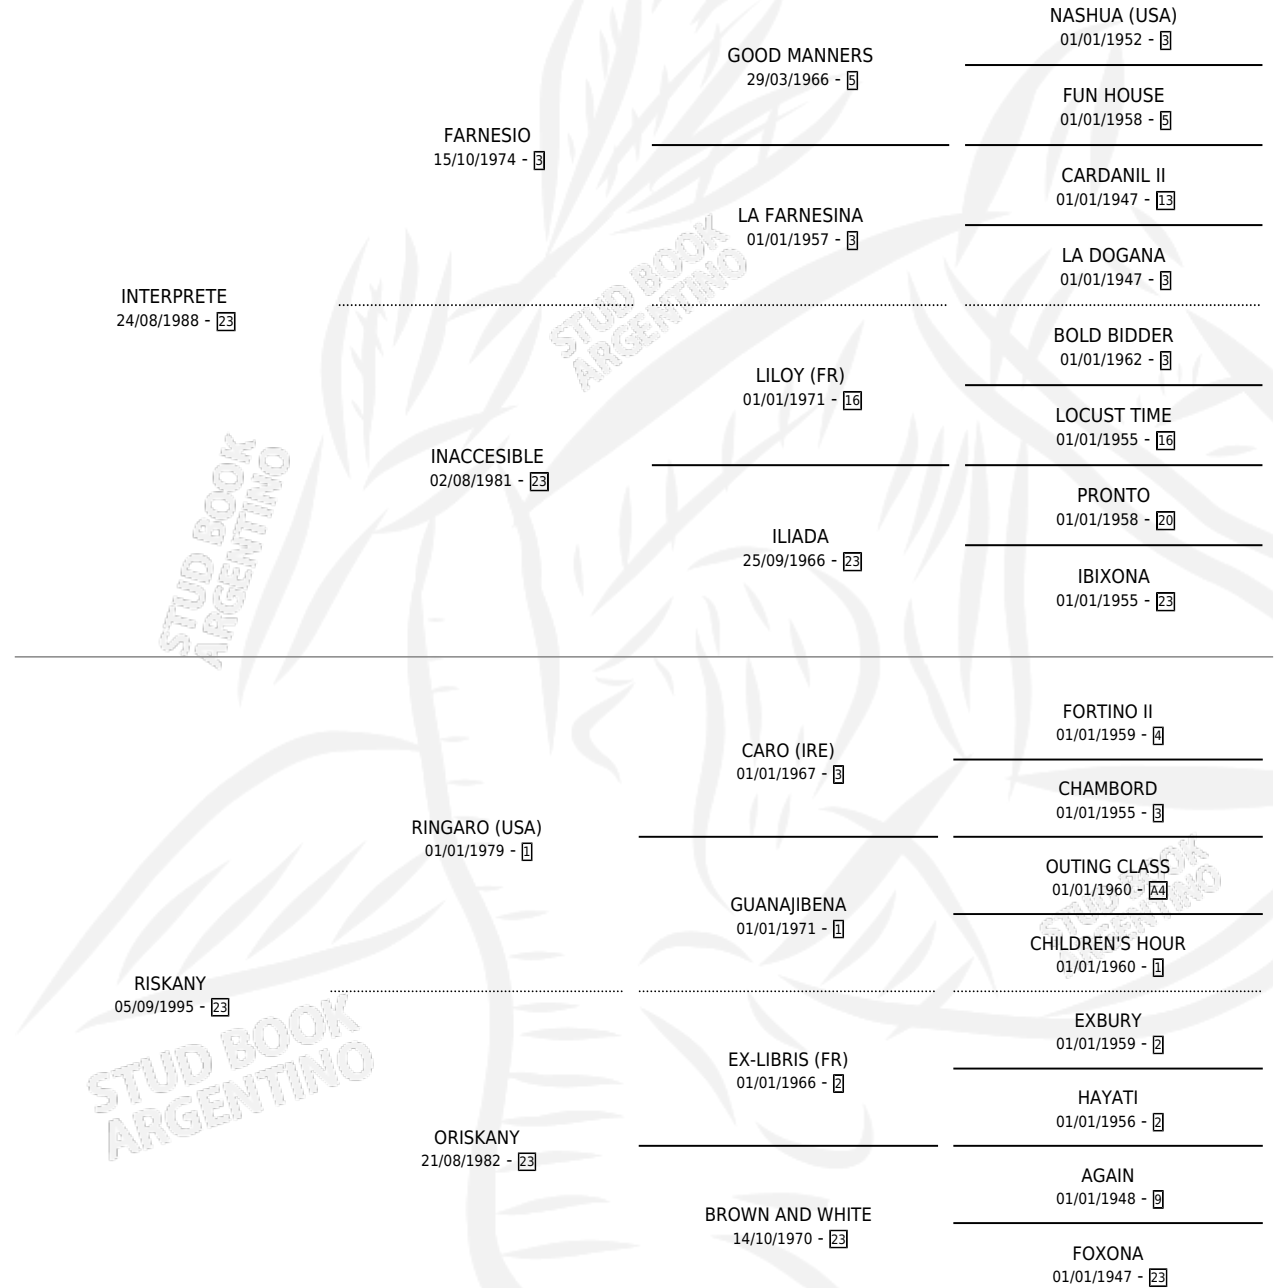 NASHUA (USA)
01/01/1952 - 3
GOOD MANNERS
29/03/1966 - 5
FUN HOUSE
01/01/1958 - 5
FARNESIO
15/10/1974 - 3
CARDANIL II
01/01/1947 - 13
LA FARNESINA
01/01/1957 - 3
LA DOGANA
01/01/1947 - 3
INTERPRETE
24/08/1988 - 23
BOLD BIDDER
01/01/1962 - 3
LILOY (FR)
01/01/1971 - 16
LOCUST TIME
01/01/1955 - 16
INACCESIBLE
02/08/1981 - 23
PRONTO
01/01/1958 - 20
ILIADA
25/09/1966 - 23
IBIXONA
01/01/1955 - 23
STUD BOOK
ARGENTINO
STUD BOOK
ARGENTINO
FORTINO II
01/01/1959 - 4
CARO (IRE)
01/01/1967 - 3
CHAMBORD
01/01/1955 - 3
RINGARO (USA)
01/01/1979 - 1
OUTING CLASS
01/01/1960 - A4
GUANAJIBENA
01/01/1971 - 1
CHILDREN'S HOUR
01/01/1960 - 1
RISKANY
05/09/1995 - 23
EXBURY
01/01/1959 - 2
EX-LIBRIS (FR)
01/01/1966 - 2
HAYATI
01/01/1956 - 2
ORISKANY
21/08/1982 - 23
AGAIN
01/01/1948 - 9
BROWN AND WHITE
14/10/1970 - 23
FOXONA
01/01/1947 - 23
STUD BOOK
ARGENTINO
STUD BOOK
ARGENTINO